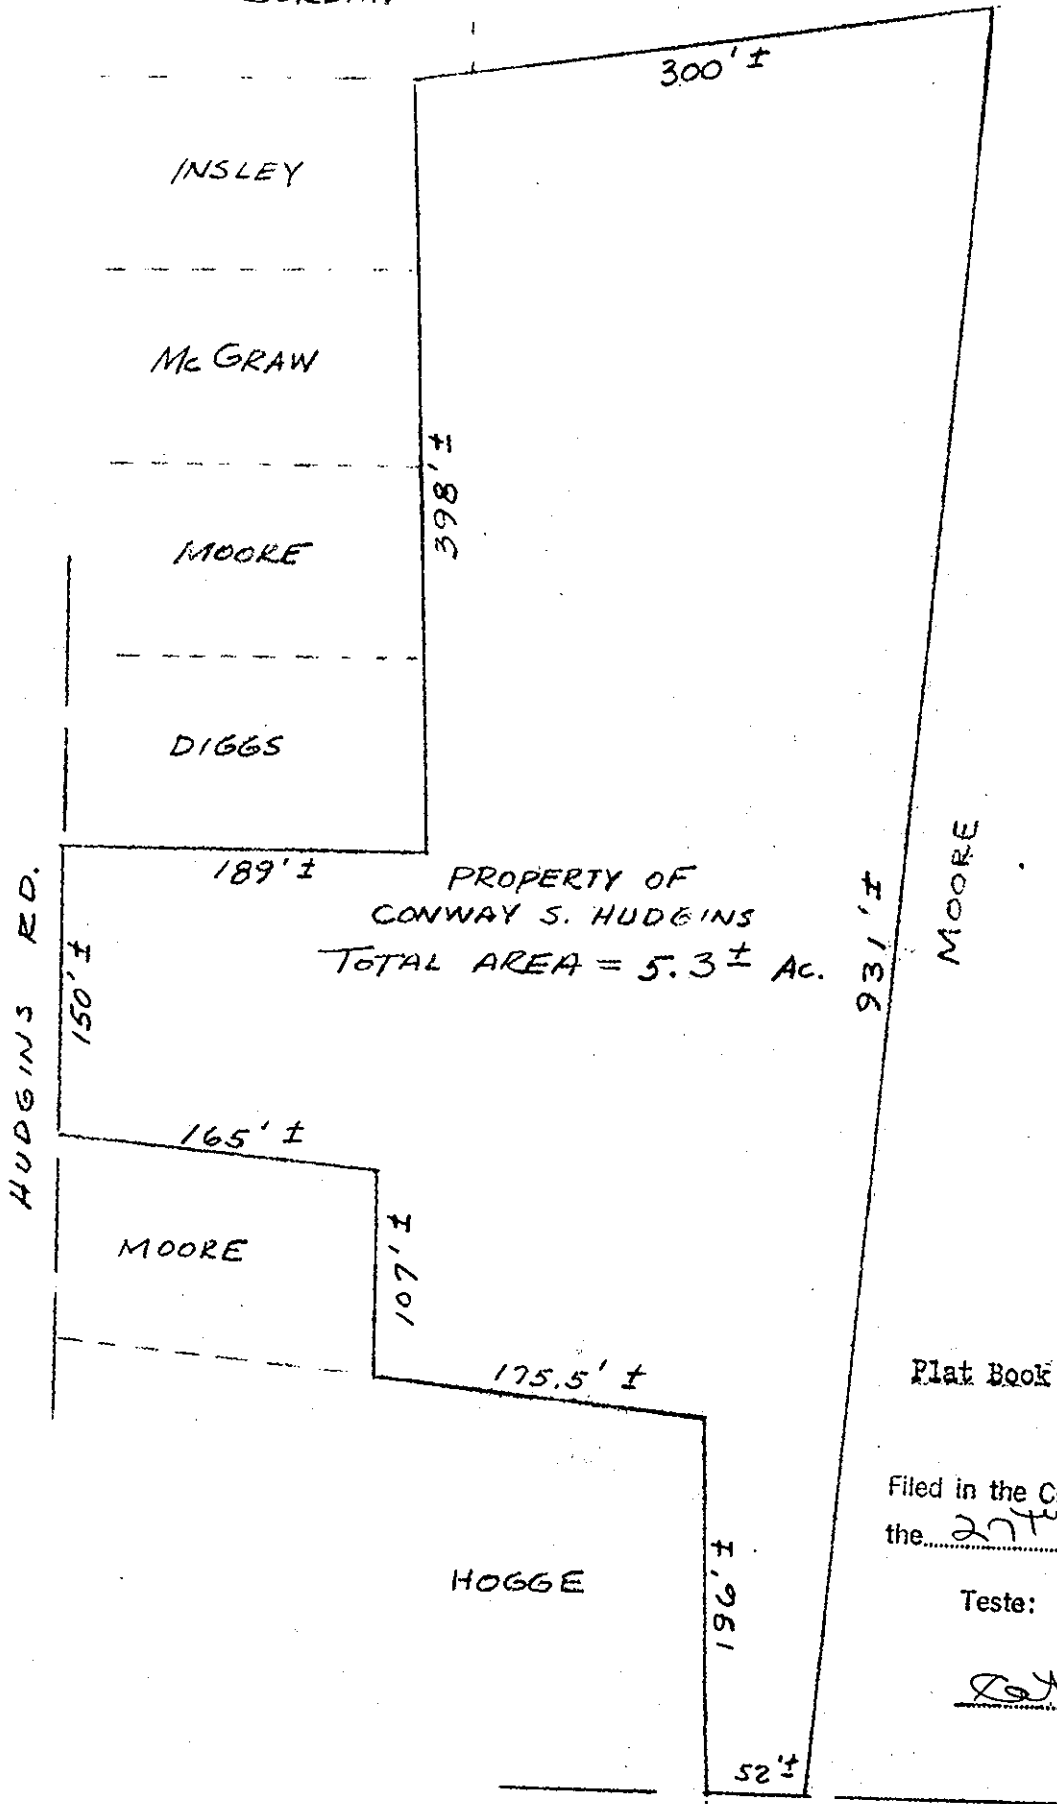 300'±
INSLEY
McGRAW
398'±
MOORE
DIGGS
189'±
PROPERTY OF
CONWAY S. HUDGINS
TOTAL AREA = 5.3± Ac.
931'±
MOORE
HUDGINS RD.
150'±
165'±
MOORE
107'±
175.5'±
Plat Book
Filed in the C
the 27th
HOGGE
196'±
Teste:
52'±